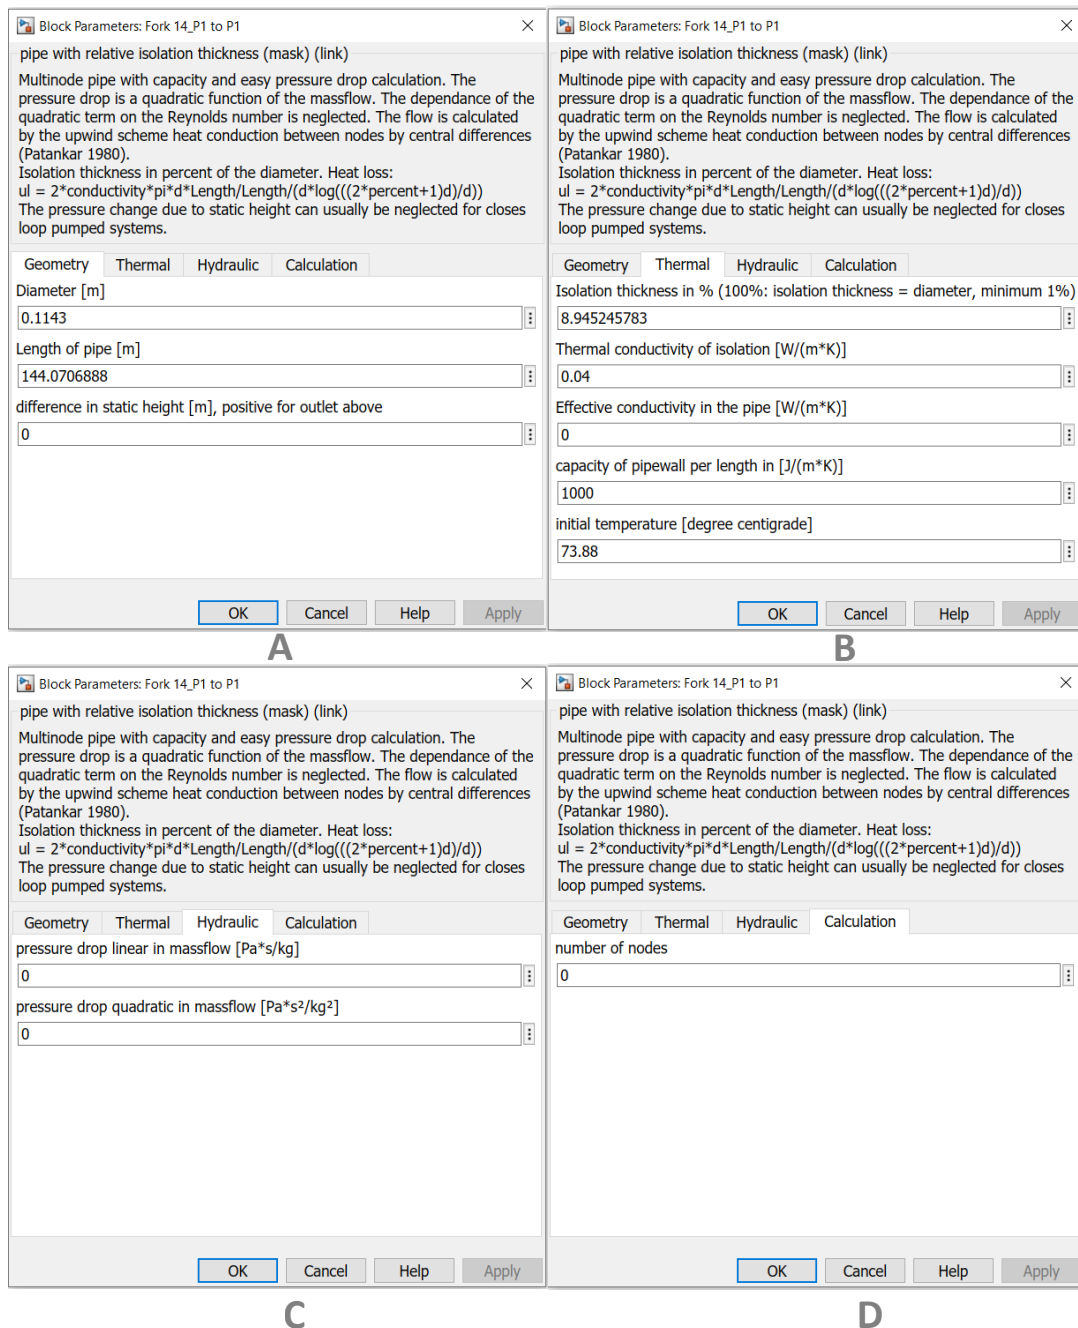 Block Parameters: Fork 14_P1 to P1
pipe with relative isolation thickness (mask) (link)
Multinode pipe with capacity and easy pressure drop calculation. The
pressure drop is a quadratic function of the massflow. The dependance of the
quadratic term on the Reynolds number is neglected. The flow is calculated
by the upwind scheme heat conduction between nodes by central differences
(Patankar 1980).
Isolation thickness in percent of the diameter. Heat loss:
ul = 2*conductivity*pi*d*Length/Length/(d*log(((2*percent+1)d)/d))
The pressure change due to static height can usually be neglected for closes
loop pumped systems.
Geometry Thermal Hydraulic Calculation
Diameter [m]
0.1143
Length of pipe [m]
144.0706888
difference in static height [m], positive for outlet above
0
OK Cancel Help Apply
A
Block Parameters: Fork 14_P1 to P1
pipe with relative isolation thickness (mask) (link)
Multinode pipe with capacity and easy pressure drop calculation. The
pressure drop is a quadratic function of the massflow. The dependance of the
quadratic term on the Reynolds number is neglected. The flow is calculated
by the upwind scheme heat conduction between nodes by central differences
(Patankar 1980).
Isolation thickness in percent of the diameter. Heat loss:
ul = 2*conductivity*pi*d*Length/Length/(d*log(((2*percent+1)d)/d))
The pressure change due to static height can usually be neglected for closes
loop pumped systems.
Geometry Thermal Hydraulic Calculation
Isolation thickness in % (100%: isolation thickness = diameter, minimum 1%)
8.945245783
Thermal conductivity of isolation [W/(m*K)]
0.04
Effective conductivity in the pipe [W/(m*K)]
0
capacity of pipewall per length in [J/(m*K)]
1000
initial temperature [degree centigrade]
73.88
OK Cancel Help Apply
B
Block Parameters: Fork 14_P1 to P1
pipe with relative isolation thickness (mask) (link)
Multinode pipe with capacity and easy pressure drop calculation. The
pressure drop is a quadratic function of the massflow. The dependance of the
quadratic term on the Reynolds number is neglected. The flow is calculated
by the upwind scheme heat conduction between nodes by central differences
(Patankar 1980).
Isolation thickness in percent of the diameter. Heat loss:
ul = 2*conductivity*pi*d*Length/Length/(d*log(((2*percent+1)d)/d))
The pressure change due to static height can usually be neglected for closes
loop pumped systems.
Geometry Thermal Hydraulic Calculation
pressure drop linear in massflow [Pa*s/kg]
0
pressure drop quadratic in massflow [Pa*s²/kg²]
0
OK Cancel Help Apply
C
Block Parameters: Fork 14_P1 to P1
pipe with relative isolation thickness (mask) (link)
Multinode pipe with capacity and easy pressure drop calculation. The
pressure drop is a quadratic function of the massflow. The dependance of the
quadratic term on the Reynolds number is neglected. The flow is calculated
by the upwind scheme heat conduction between nodes by central differences
(Patankar 1980).
Isolation thickness in percent of the diameter. Heat loss:
ul = 2*conductivity*pi*d*Length/Length/(d*log(((2*percent+1)d)/d))
The pressure change due to static height can usually be neglected for closes
loop pumped systems.
Geometry Thermal Hydraulic Calculation
number of nodes
0
OK Cancel Help Apply
D